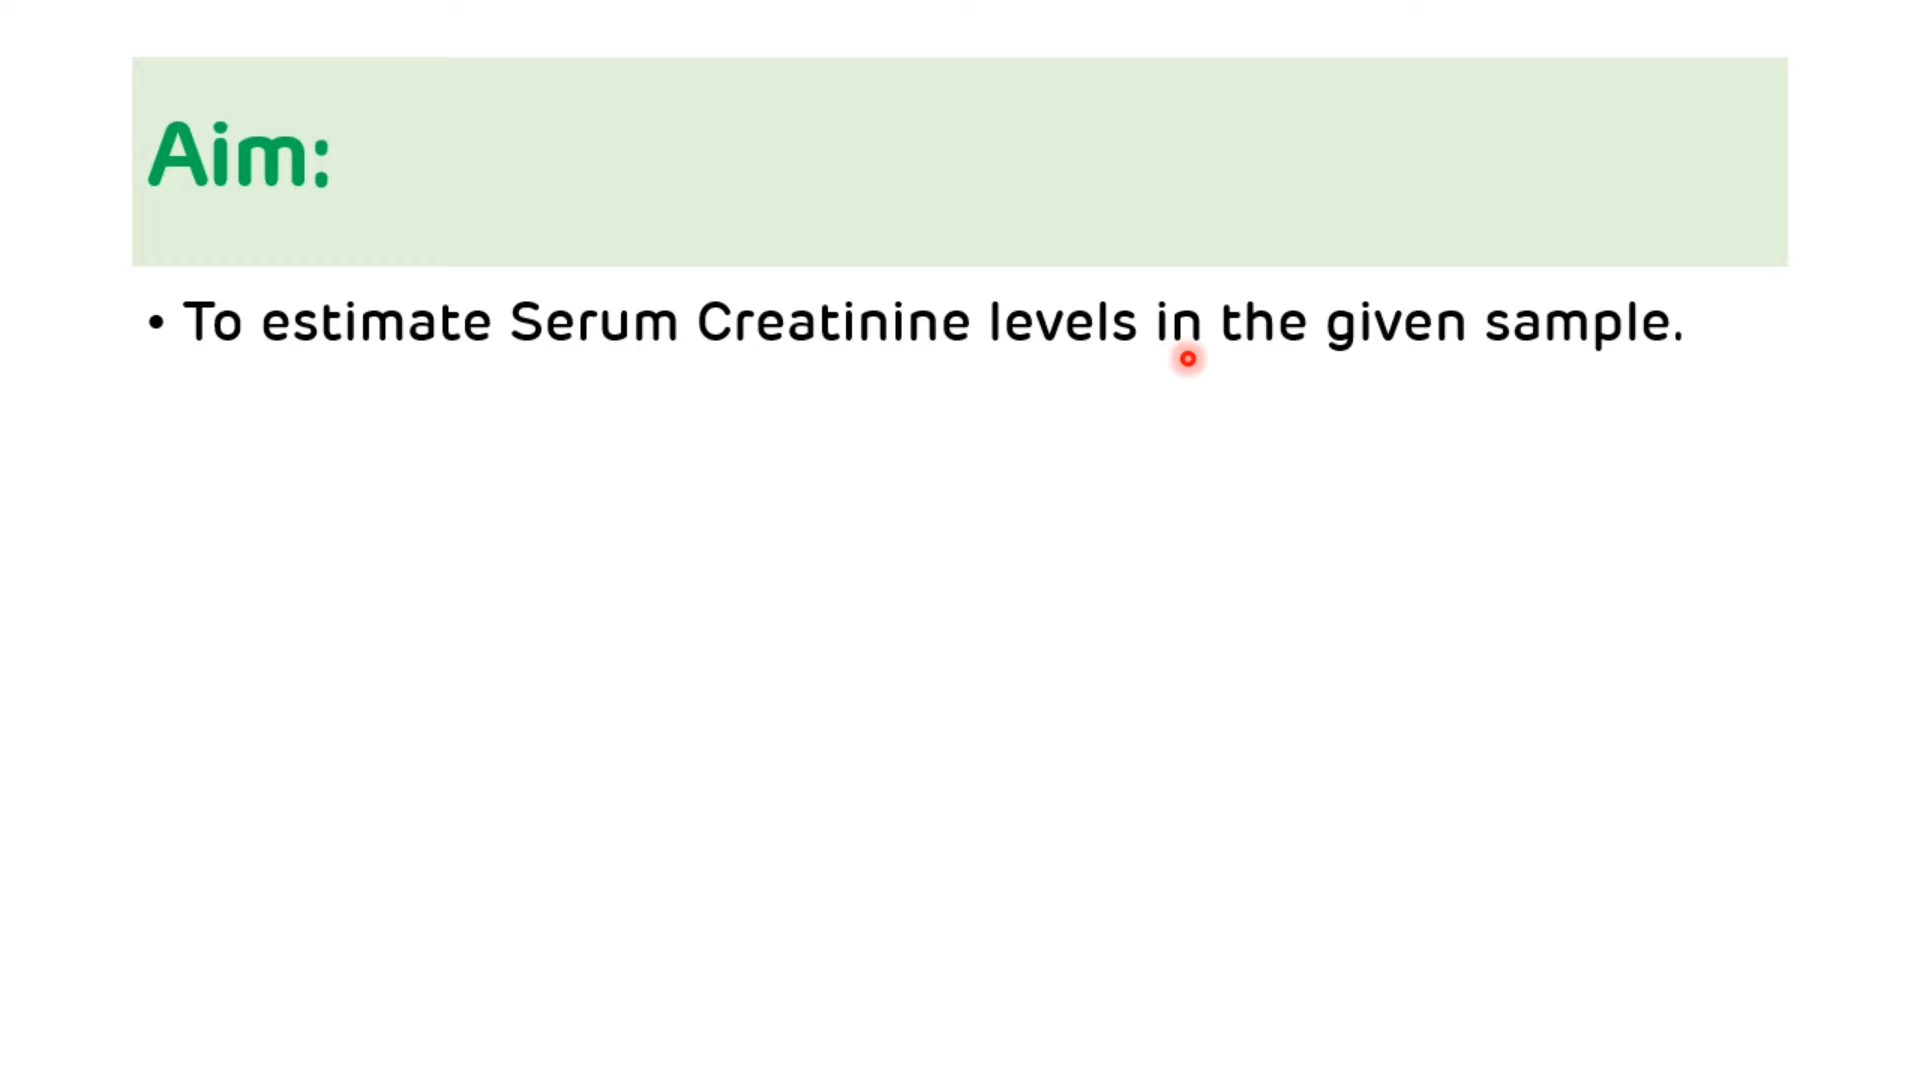 Aim:
• To estimate Serum Creatinine levels in the given sample.